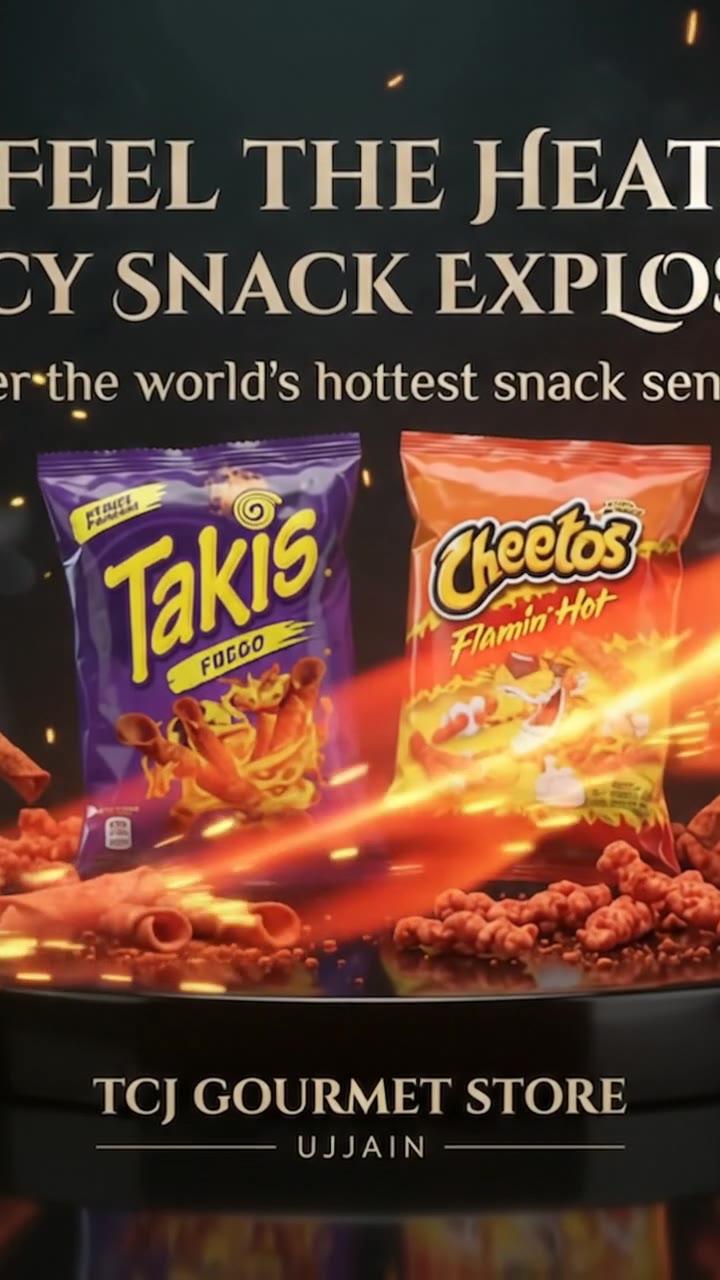 FEEL THE HEAT
CY SNACK EXPLOS
er the world's hottest snack sen
Takis
FUEGO
Cheetos
Flamin' Hot
TCJ GOURMET STORE
UJJAIN